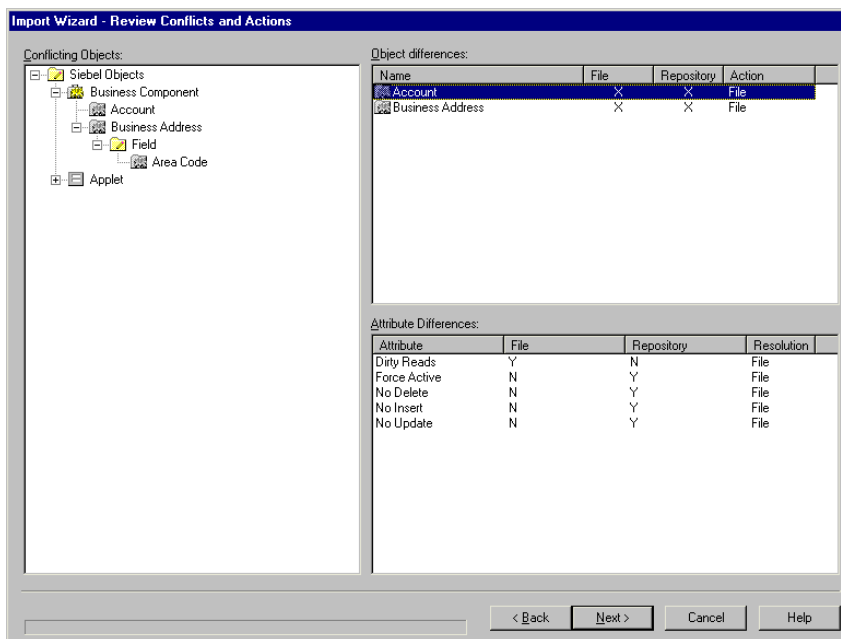 Import Wizard - Review Conflicts and Actions
Conflicting Objects:
Siebel Objects
Business Component
Account
Business Address
Field
Area Code
Applet
Object differences:
Name File Repository Action
Account X X File
Business Address X X File
Attribute Differences:
Attribute File Repository Resolution
Dirty Reads Y N File
Force Active N Y File
No Delete N Y File
No Insert N Y File
No Update N Y File
< Back Next > Cancel Help